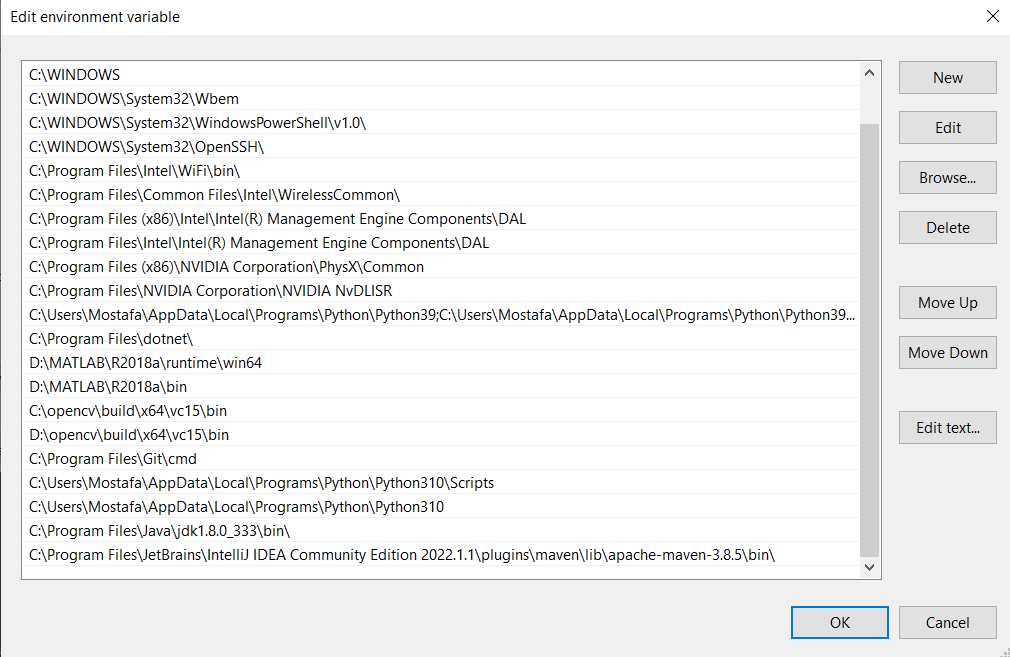 Edit environment variable
C:\WINDOWS
C:\WINDOWS\System32\Wbem
C:\WINDOWS\System32\WindowsPowerShell\v1.0\
C:\WINDOWS\System32\OpenSSH\
C:\Program Files\Intel\WiFi\bin\
C:\Program Files\Common Files\Intel\WirelessCommon\
C:\Program Files (x86)\Intel\Intel(R) Management Engine Components\DAL
C:\Program Files\Intel\Intel(R) Management Engine Components\DAL
C:\Program Files (x86)\NVIDIA Corporation\PhysX\Common
C:\Program Files\NVIDIA Corporation\NVIDIA NvDLISR
C:\Users\Mostafa\AppData\Local\Programs\Python\Python39;C:\Users\Mostafa\AppData\Local\Programs\Python\Python39...
C:\Program Files\dotnet\
D:\MATLAB\R2018a\runtime\win64
D:\MATLAB\R2018a\bin
C:\opencv\build\x64\vc15\bin
D:\opencv\build\x64\vc15\bin
C:\Program Files\Git\cmd
C:\Users\Mostafa\AppData\Local\Programs\Python\Python310\Scripts
C:\Users\Mostafa\AppData\Local\Programs\Python\Python310
C:\Program Files\Java\jdk1.8.0_333\bin\
C:\Program Files\JetBrains\IntelliJ IDEA Community Edition 2022.1.1\plugins\maven\lib\apache-maven-3.8.5\bin\
New
Edit
Browse...
Delete
Move Up
Move Down
Edit text...
OK
Cancel